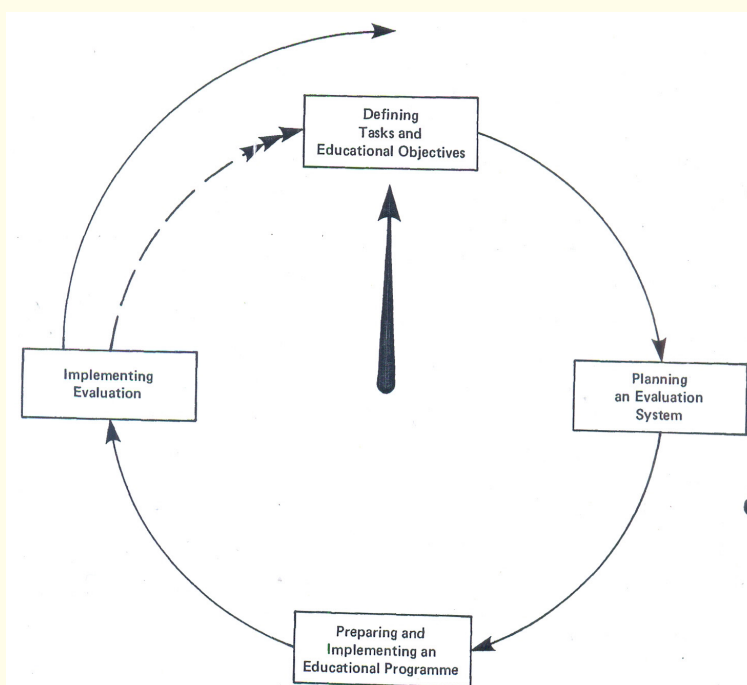 Defining
Tasks and
Educational Objectives
Implementing
Evaluation
Planning
an Evaluation
System
Preparing and
Implementing an
Educational Programme